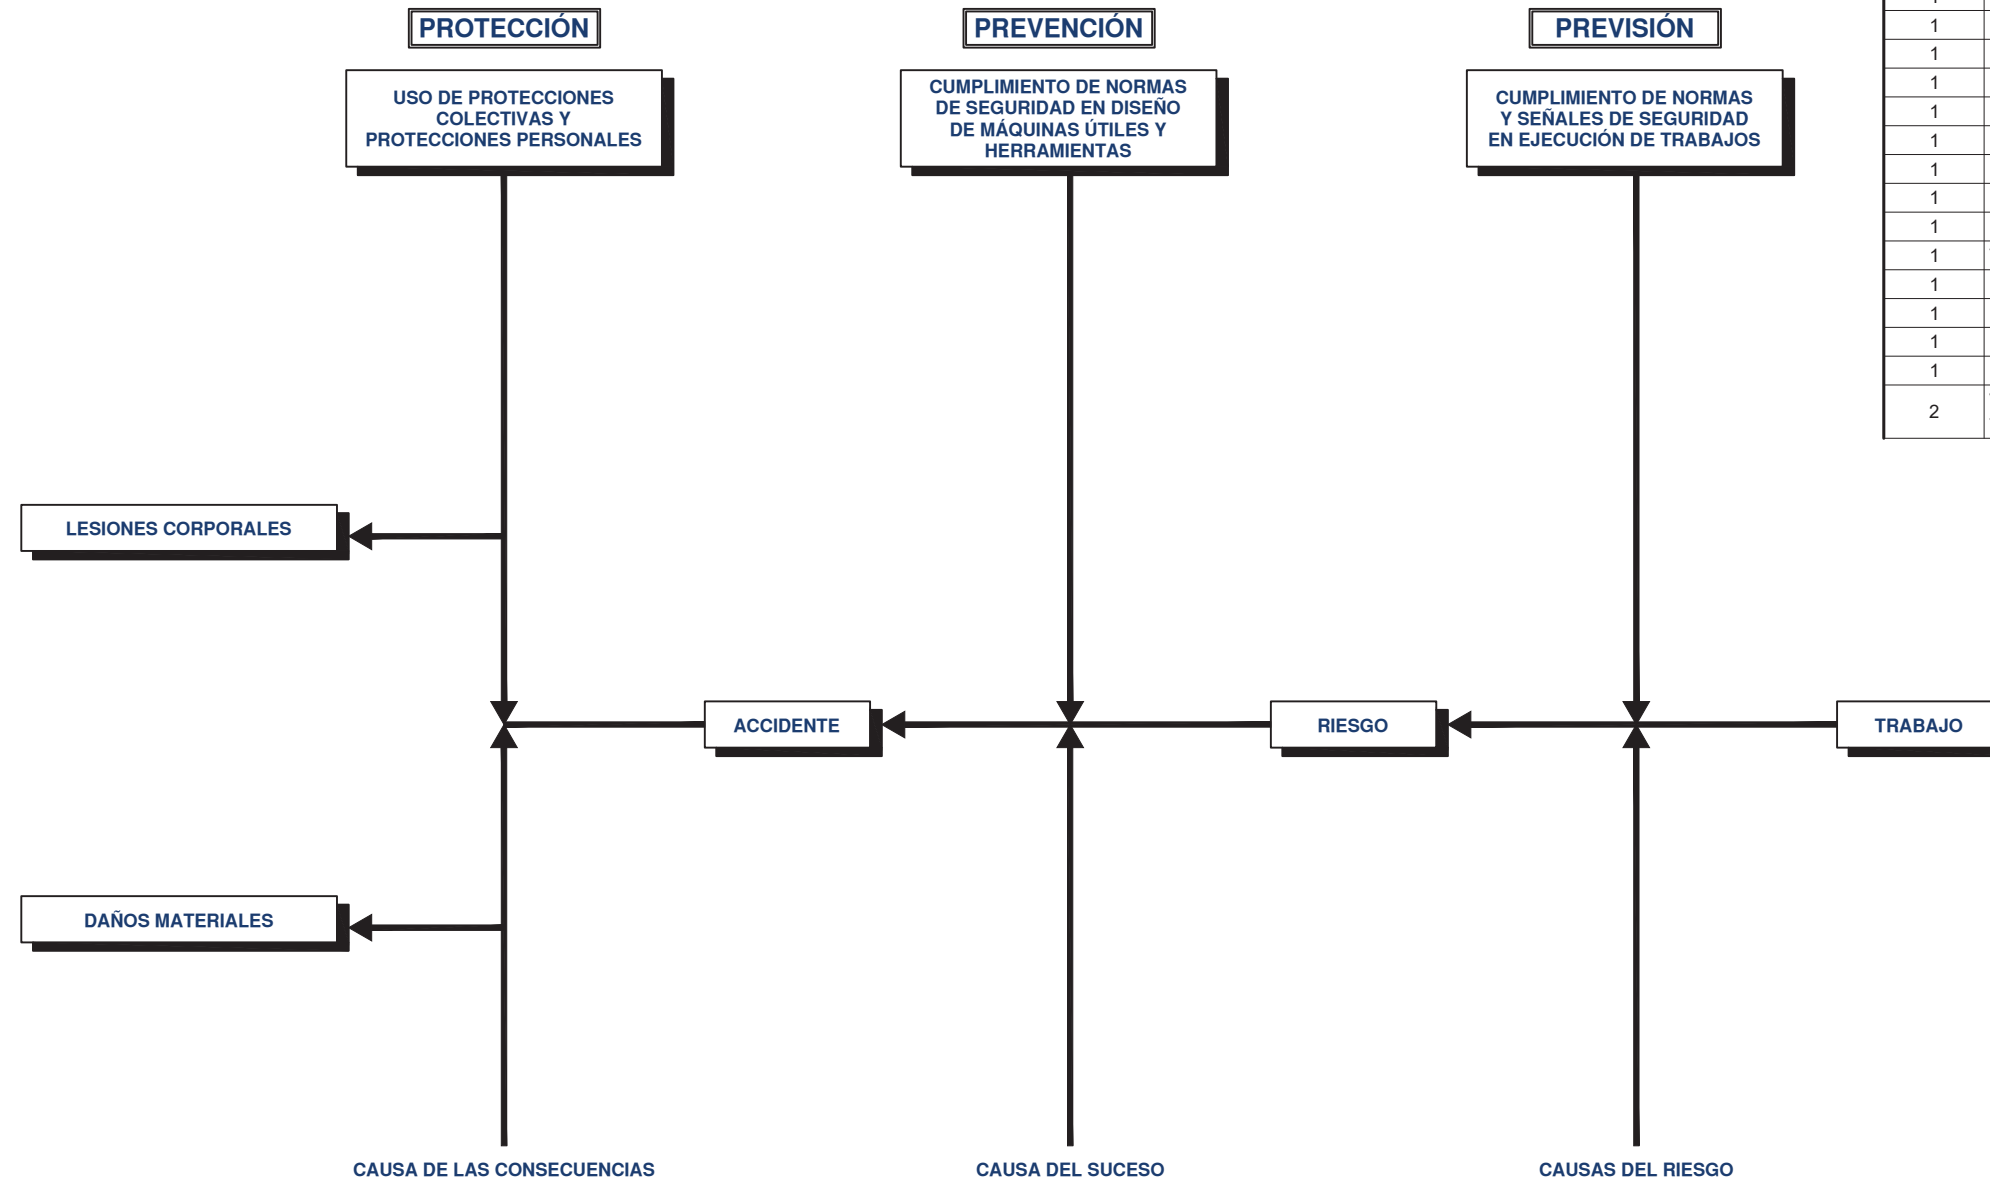 PROTECCIÓN
PREVENCIÓN
PREVISIÓN
USO DE PROTECCIONES
COLECTIVAS Y
PROTECCIONES PERSONALES
CUMPLIMIENTO DE NORMAS
DE SEGURIDAD EN DISEÑO
DE MÁQUINAS ÚTILES Y
HERRAMIENTAS
CUMPLIMIENTO DE NORMAS
Y SEÑALES DE SEGURIDAD
EN EJECUCIÓN DE TRABAJOS
1
1
1
1
1
1
1
1
1
1
1
1
1
2
LESIONES CORPORALES
ACCIDENTE
RIESGO
TRABAJO
DAÑOS MATERIALES
CAUSA DE LAS CONSECUENCIAS
CAUSA DEL SUCESO
CAUSAS DEL RIESGO